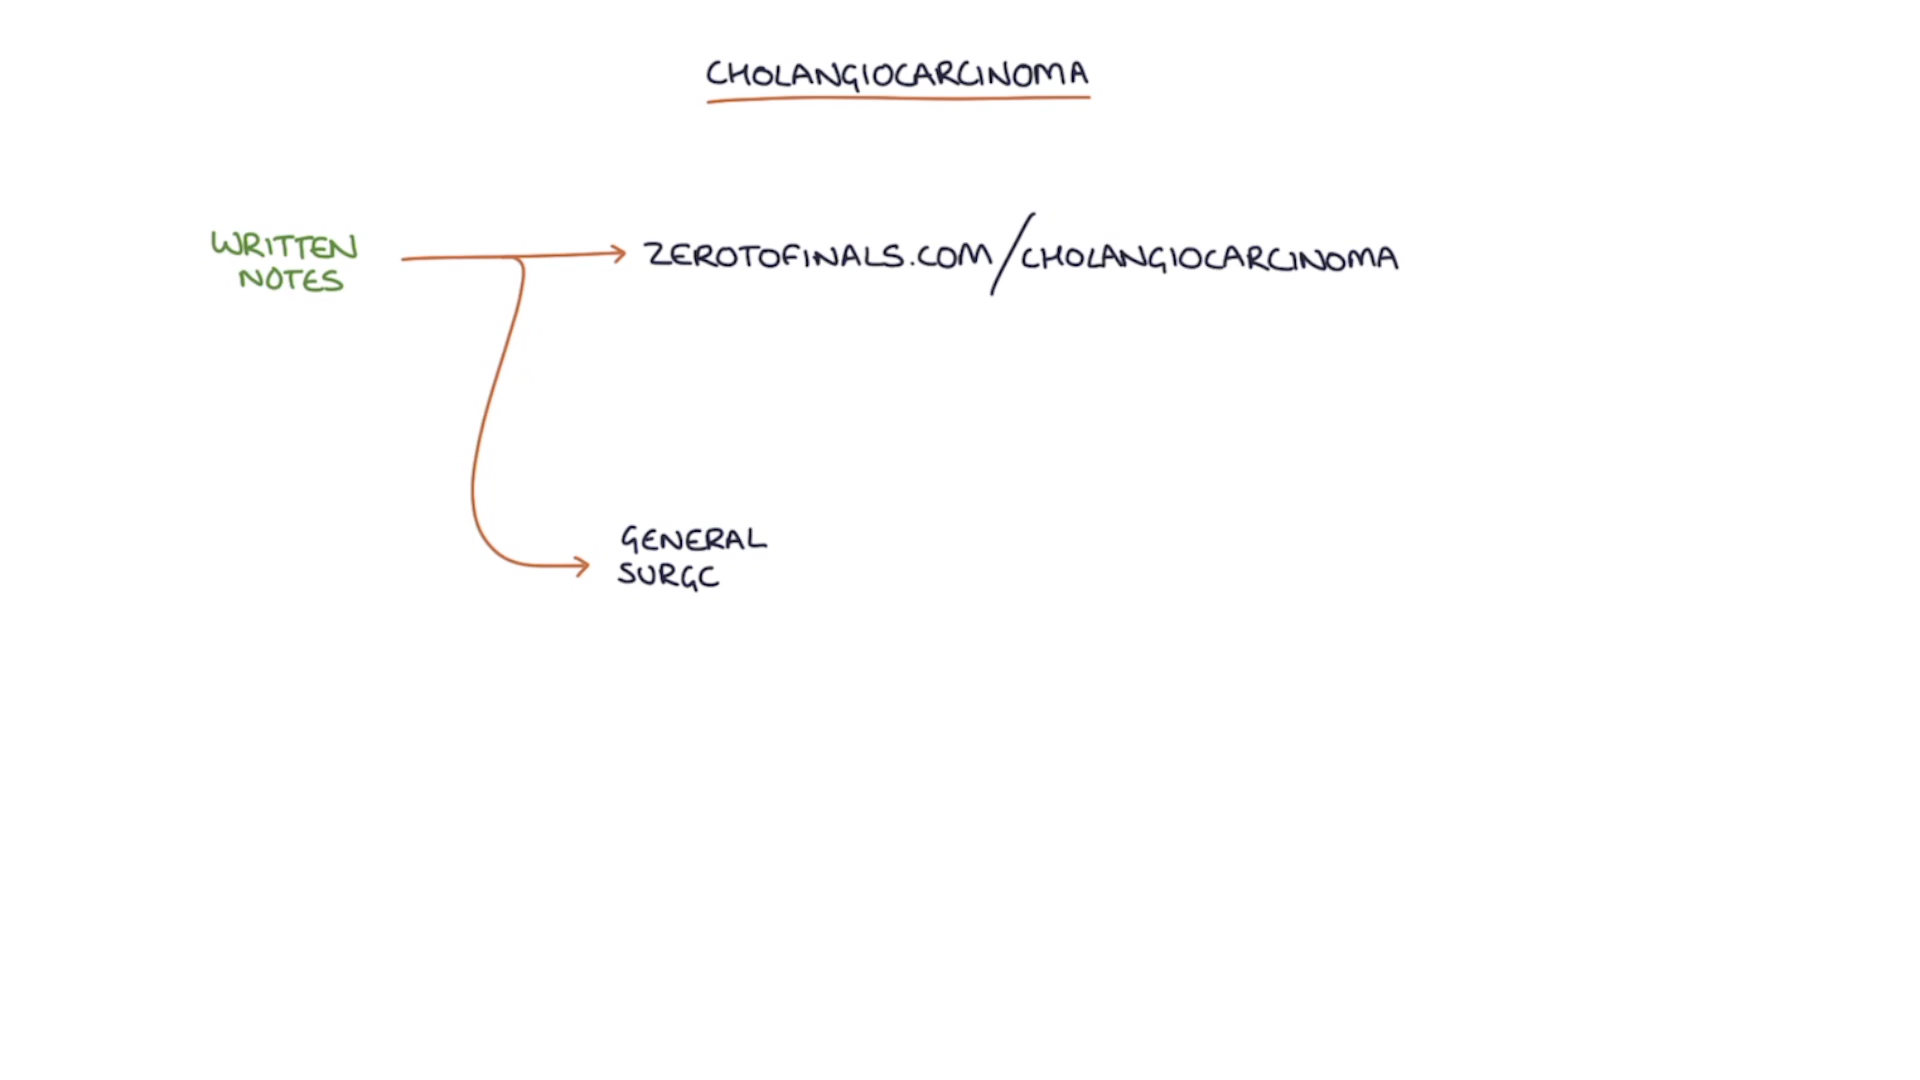 CHOLANGIOCARCINOMA
WRITTEN
NOTES
ZEROTOFINALS.COM/CHOLANGIOCARCINOMA
GENERAL
SURGC